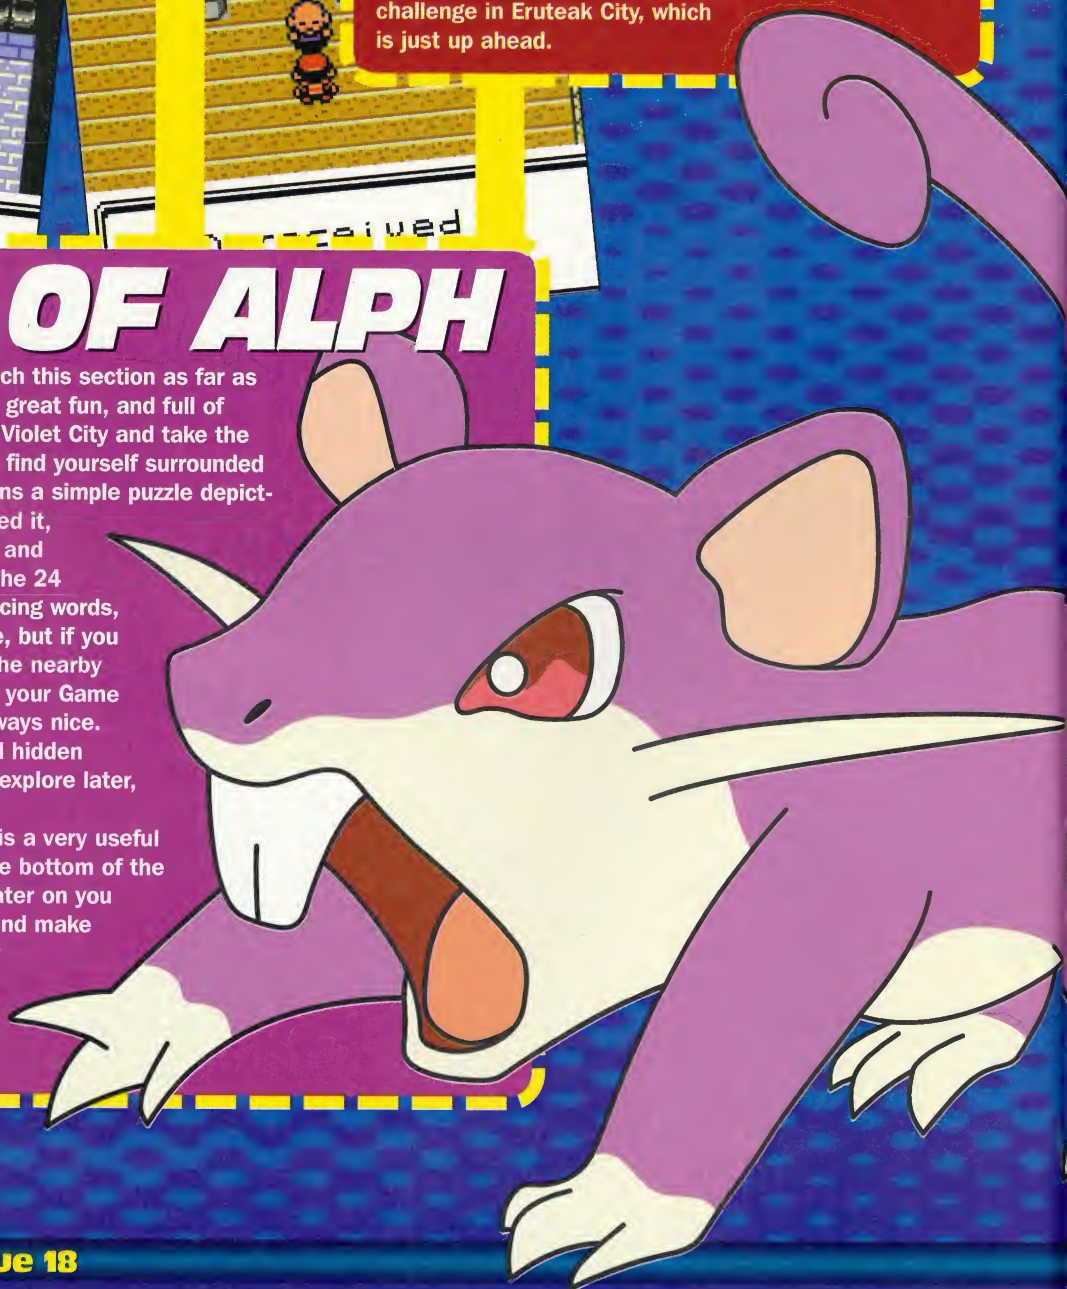 challenge in Eruteak City, which
is just up ahead.
received
OF ALPH
ch this section as far as
great fun, and full of
Violet City and take the
find yourself surrounded
ns a simple puzzle depict-
ed it,
and
he 24
cing words,
e, but if you
he nearby
your Game
ways nice.
l hidden
explore later,
is a very useful
e bottom of the
ater on you
nd make
ue 18